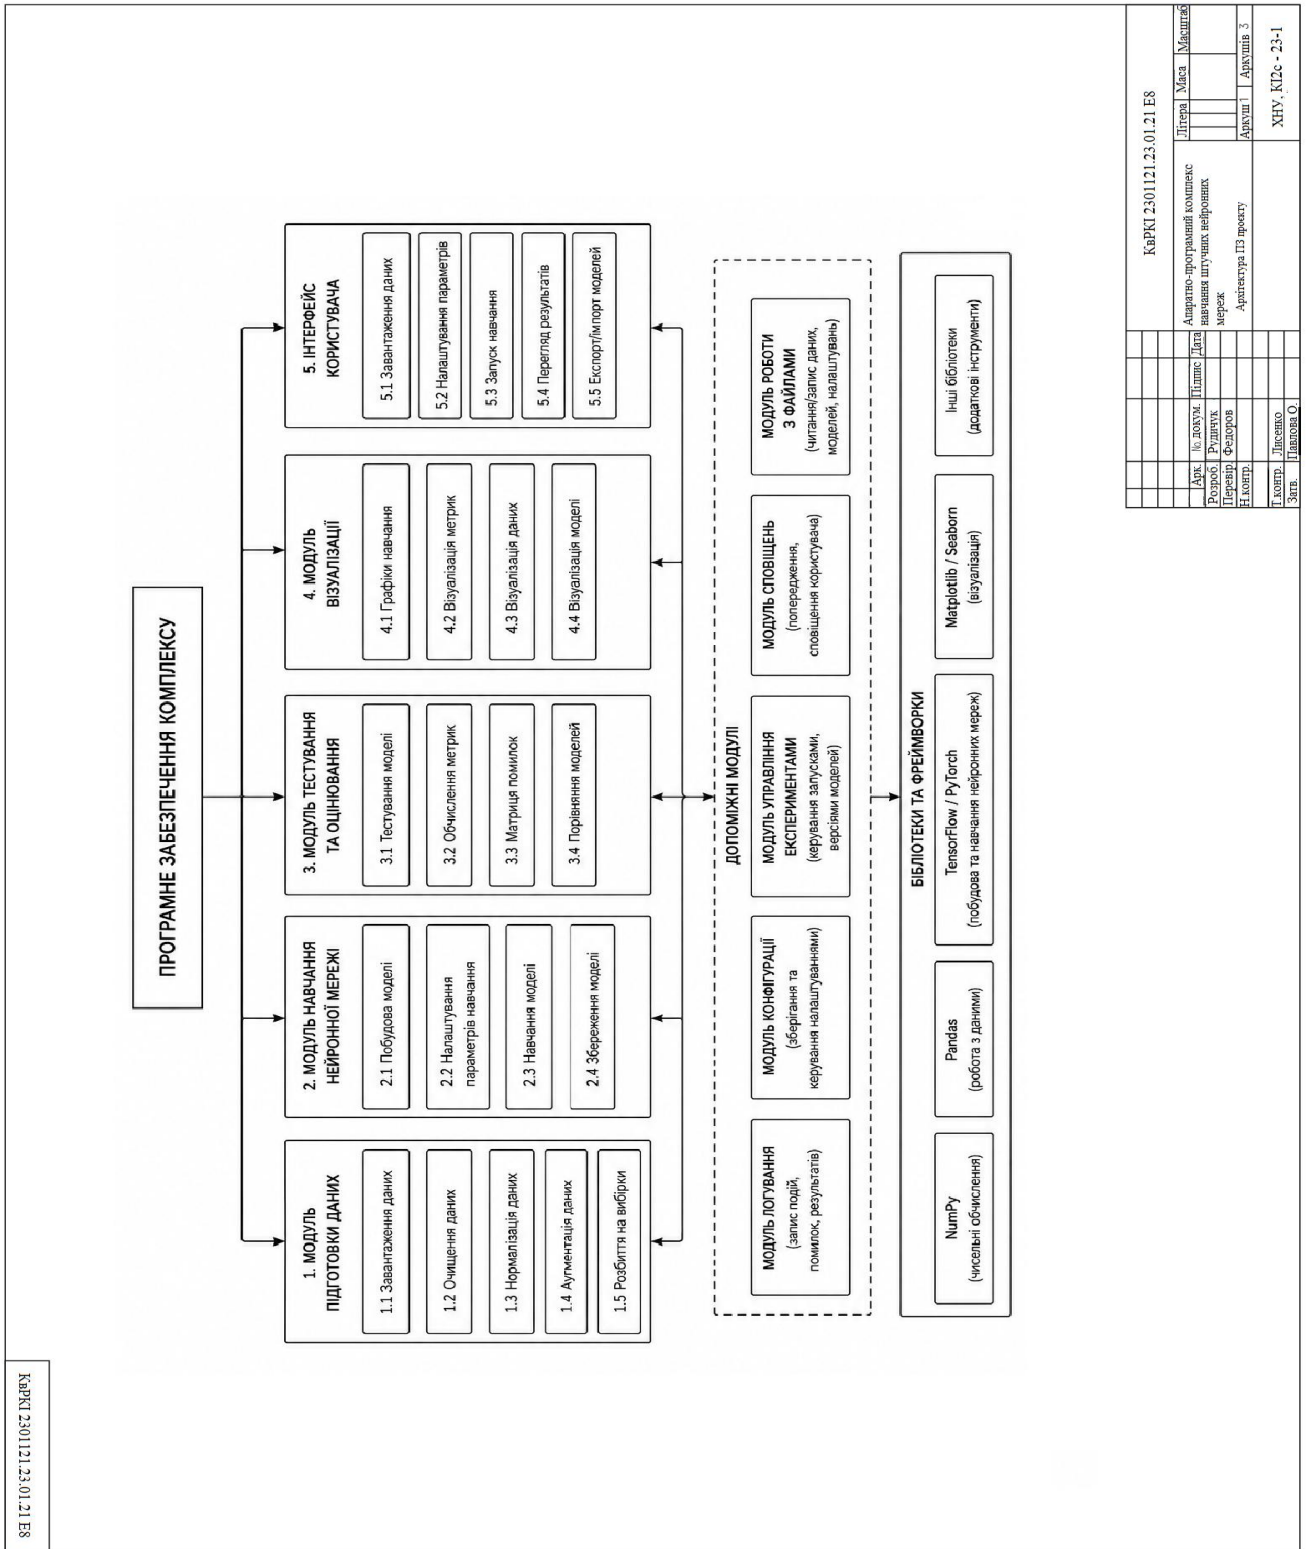 КвРКІ 2301121.23.01.21 Е8
ПРОГРАМНЕ ЗАБЕЗПЕЧЕННЯ КОМПЛЕКСУ
1. МОДУЛЬ
ПІДГОТОВКИ ДАНИХ
1.1 Завантаження даних
1.2 Очищення даних
1.3 Нормалізація даних
1.4 Аугментація даних
1.5 Розбиття на вибірки
2. МОДУЛЬ НАВЧАННЯ
НЕЙРОННОЇ МЕРЕЖІ
2.1 Побудова моделі
2.2 Налаштування
параметрів навчання
2.3 Навчання моделі
2.4 Збереження моделі
3. МОДУЛЬ ТЕСТУВАННЯ
ТА ОЦІНЮВАННЯ
3.1 Тестування моделі
3.2 Обчислення метрик
3.3 Матриця помилок
3.4 Порівняння моделей
4. МОДУЛЬ
ВІЗУАЛІЗАЦІЇ
4.1 Графіки навчання
4.2 Візуалізація метрик
4.3 Візуалізація даних
4.4 Візуалізація моделі
5. ІНТЕРФЕЙС
КОРИСТУВАЧА
5.1 Завантаження даних
5.2 Налаштування параметрів
5.3 Запуск навчання
5.4 Перегляд результатів
5.5 Експорт/імпорт моделей
ДОПОМІЖНІ МОДУЛІ
МОДУЛЬ ЛОГУВАННЯ
(запис подій,
помилок, результатів)
МОДУЛЬ КОНФІГУРАЦІЇ
(зберігання та
керування налаштуваннями)
МОДУЛЬ УПРАВЛІННЯ
ЕКСПЕРИМЕНТАМИ
(керування запусками,
версіями моделей)
МОДУЛЬ СПОВІЩЕНЬ
(попередження,
сповіщення користувача)
МОДУЛЬ РОБОТИ
З ФАЙЛАМИ
(читання/запис даних,
моделей, налаштувань)
БІБЛІОТЕКИ ТА ФРЕЙМВОРКИ
NumPy
(чисельні обчислення)
Pandas
(робота з даними)
TensorFlow / PyTorch
(побудова та навчання нейронних мереж)
Matplotlib / Seaborn
(візуалізація)
Інші бібліотеки
(додаткові інструменти)
КвРКІ 2301121.23.01.21 Е8
Арк. № докум. Підпис Дата
Розроб. Рудичук
Перевір. Федоров
Н.контр.
Т.контр. Лисенко
Затв. Павлова О.
Апаратно-програмний комплекс
навчання штучних нейронних
мереж
Архітектура ПЗ проєкту
Літера Маса Масштаб
Аркуш 1 Аркушів 3
ХНУ, КІ2с - 23-1